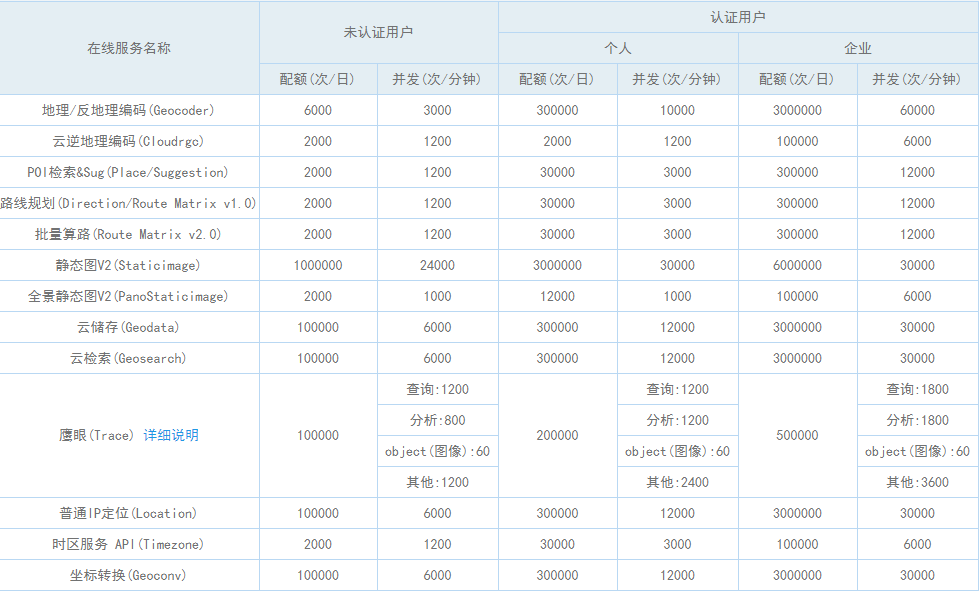 在线服务名称 未认证用户 认证用户
个人 企业
配额(次/日) 并发(次/分钟) 配额(次/日) 并发(次/分钟) 配额(次/日) 并发(次/分钟)
地理/反地理编码(Geocoder) 6000 3000 300000 10000 3000000 60000
云逆地理编码(Cloudrgc) 2000 1200 2000 1200 100000 6000
POI检索&Sug(Place/Suggestion) 2000 1200 30000 3000 300000 12000
路线规划(Direction/Route Matrix v1.0) 2000 1200 30000 3000 300000 12000
批量算路(Route Matrix v2.0) 2000 1200 30000 3000 300000 12000
静态图V2(Staticimage) 1000000 24000 3000000 30000 6000000 30000
全景静态图V2(PanoStaticimage) 2000 1000 12000 1000 100000 6000
云储存(Geodata) 100000 6000 300000 12000 3000000 30000
云检索(Geosearch) 100000 6000 300000 12000 3000000 30000
鹰眼(Trace) 详细说明 100000 查询:1200 200000 查询:1200 500000 查询:1800
分析:800 分析:1200 分析:1800
object(图像):60 object(图像):60 object(图像):60
其他:1200 其他:2400 其他:3600
普通IP定位(Location) 100000 6000 300000 12000 3000000 30000
时区服务 API(Timezone) 2000 1200 30000 3000 100000 6000
坐标转换(Geoconv) 100000 6000 300000 12000 3000000 30000